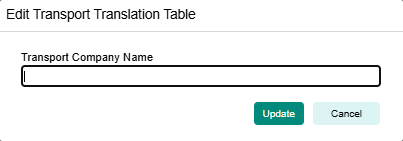 Edit Transport Translation Table
Transport Company Name
Update Cancel